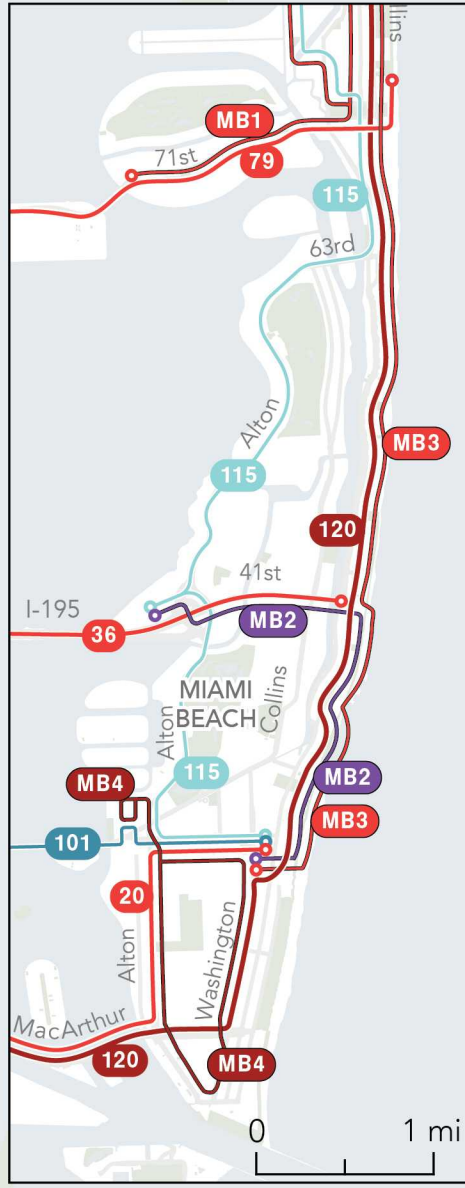 llins
MB1
71st
79
115
63rd
Alton
MB3
115
120
41st
I-195
MB2
36
MIAMI
BEACH
Collins
Alton
115
MB2
MB4
MB3
101
20
Washington
Alton
MacArthur
120
MB4
0
1 mi